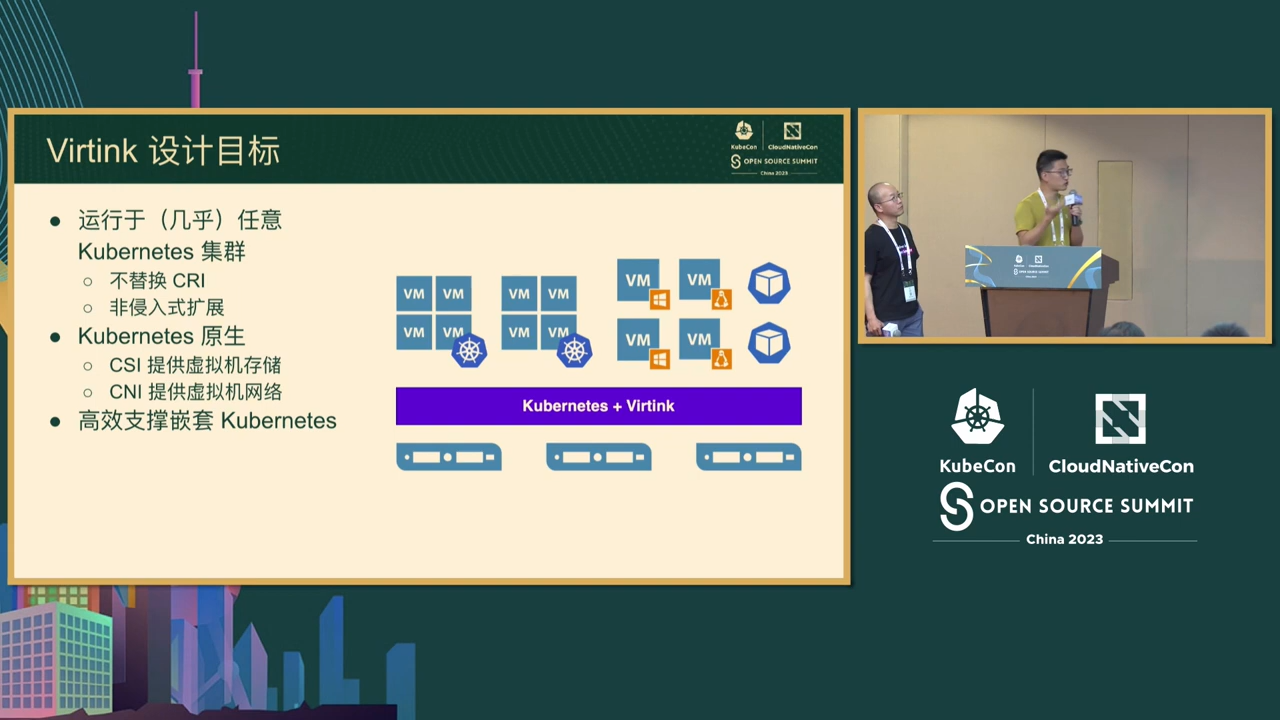 Virtink 设计目标
KubeCon
CloudNativeCon
OPEN SOURCE SUMMIT
China 2023
● 运行于（几乎）任意
Kubernetes 集群
○ 不替换 CRI
○ 非侵入式扩展
● Kubernetes 原生
○ CSI 提供虚拟机存储
○ CNI 提供虚拟机网络
● 高效支撑嵌套 Kubernetes
VM VM VM VM VM VM
VM VM VM VM VM VM
Kubernetes + Virtink
KubeCon
CloudNativeCon
OPEN SOURCE SUMMIT
China 2023